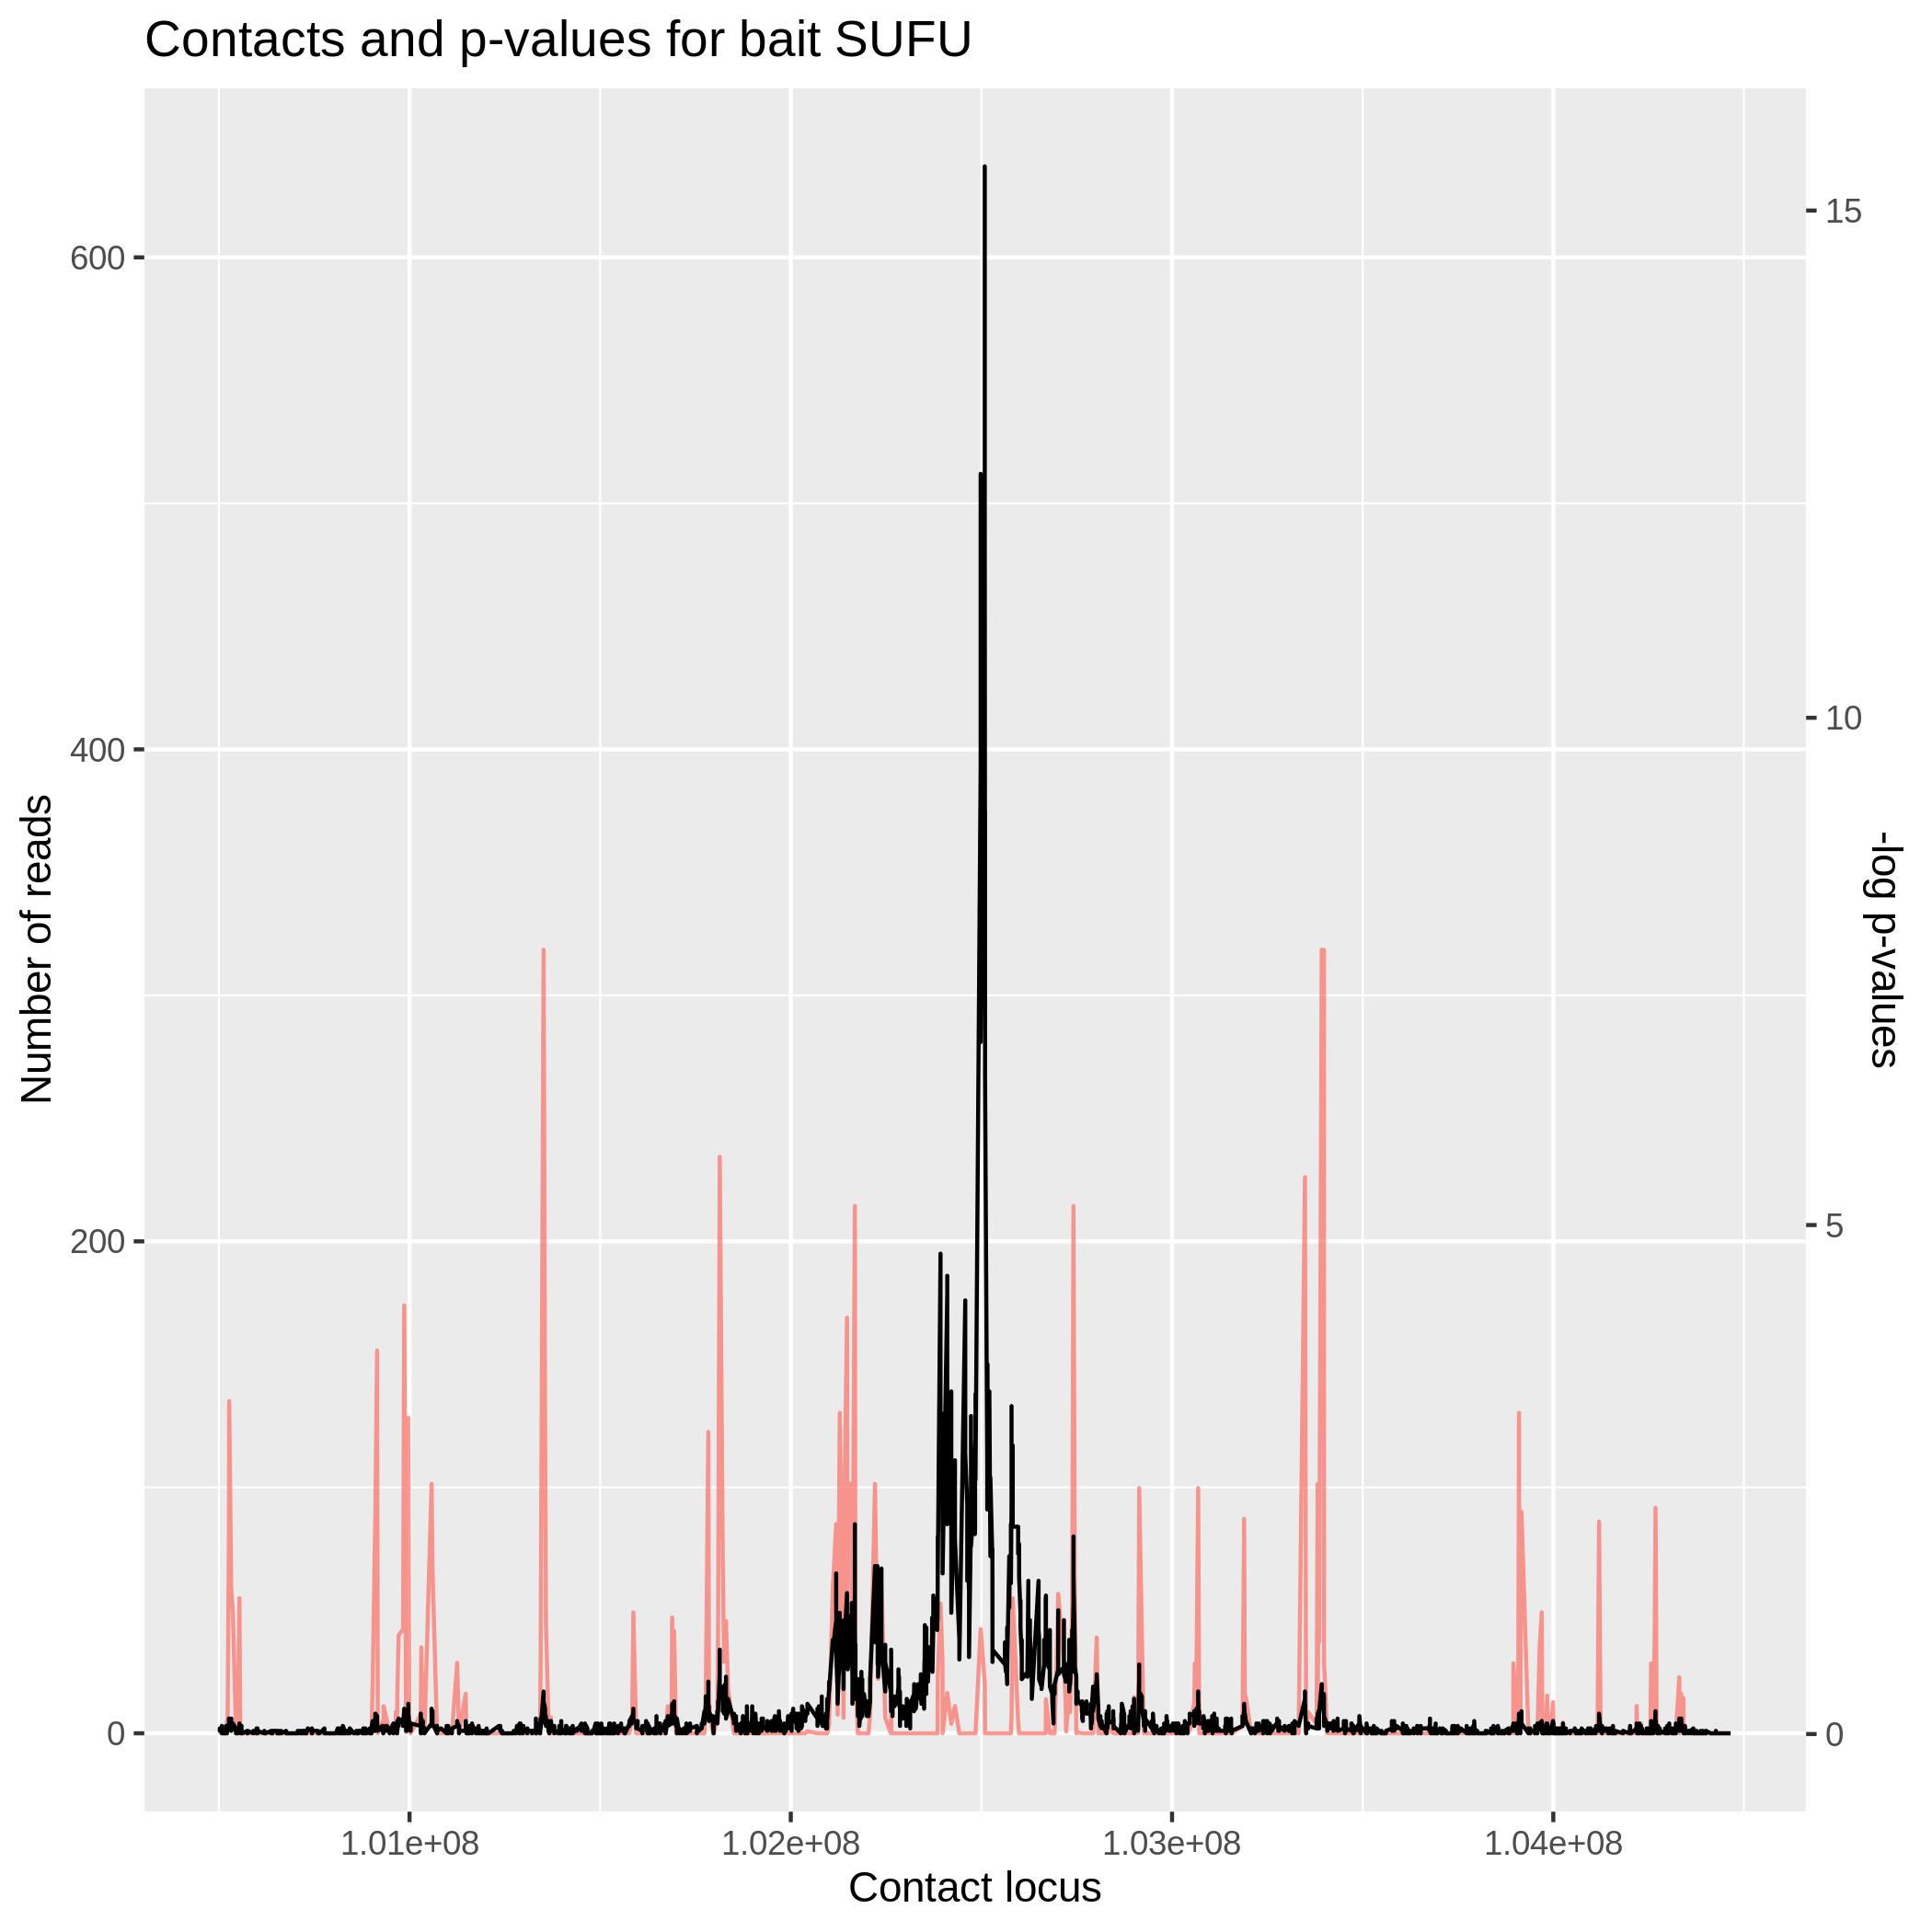 Contacts and p-values for bait SUFU
600
400
200
0
15
10
5
0
Number of reads
-log p-values
1.01e+08
1.02e+08
1.03e+08
1.04e+08
Contact locus